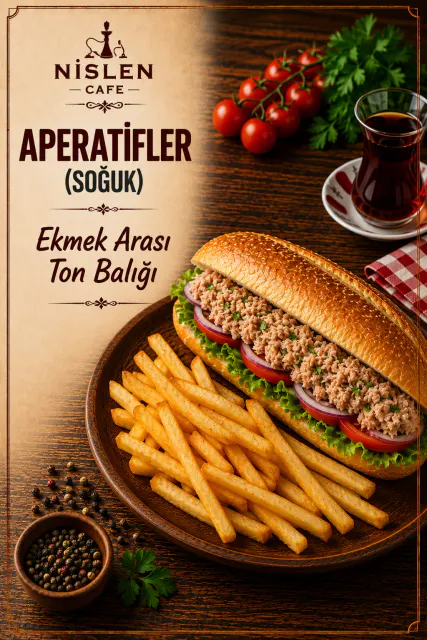 NİSLEN
CAFE
APERATİFLER
(SOĞUK)
Ekmek Arası
Ton Balığı